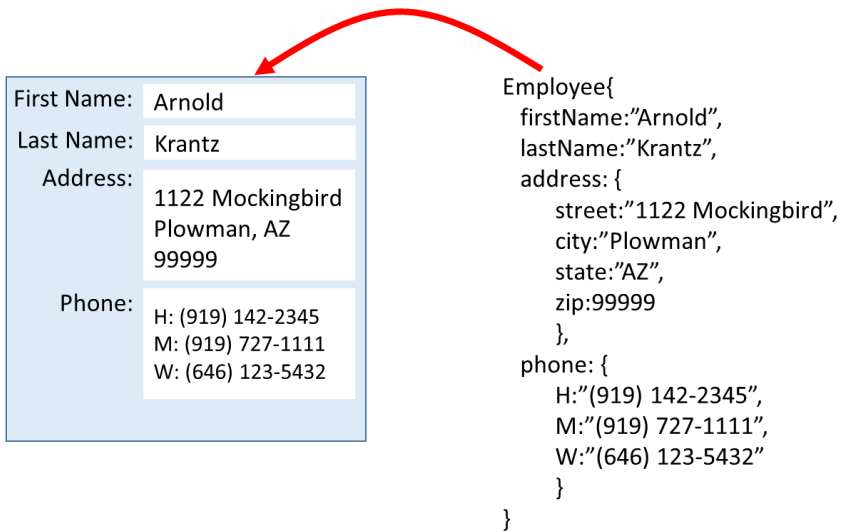 First Name: Arnold
Last Name: Krantz
Address:
1122 Mockingbird
Plowman, AZ
99999
Phone:
H: (919) 142-2345
M: (919) 727-1111
W: (646) 123-5432
Employee{
firstName:”Arnold”,
lastName:”Krantz”,
address: {
street:”1122 Mockingbird”,
city:”Plowman”,
state:”AZ”,
zip:99999
},
phone: {
H:”(919) 142-2345”,
M:”(919) 727-1111”,
W:”(646) 123-5432”
}
}